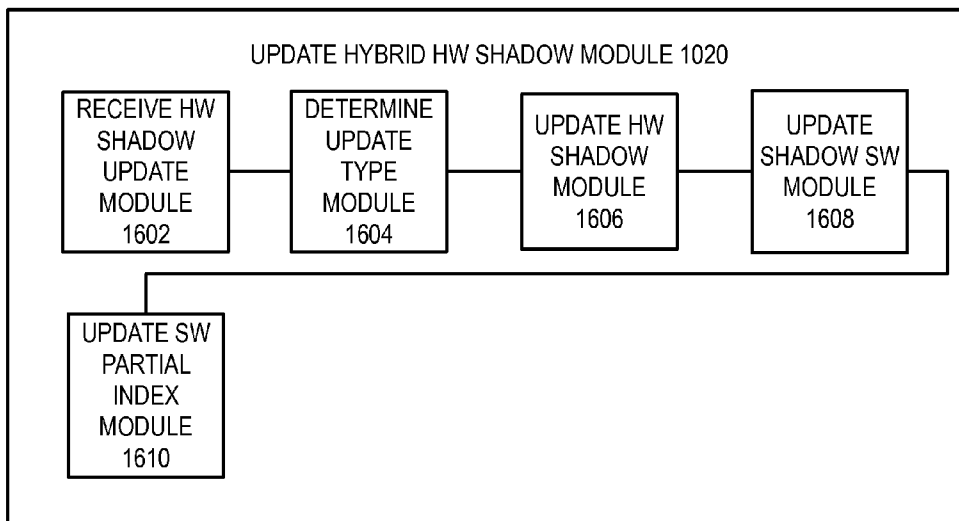 UPDATE HYBRID HW SHADOW MODULE 1020
RECEIVE HW
SHADOW
UPDATE
MODULE
1602
DETERMINE
UPDATE
TYPE
MODULE
1604
UPDATE HW
SHADOW
MODULE
1606
UPDATE
SHADOW SW
MODULE
1608
UPDATE SW
PARTIAL
INDEX
MODULE
1610